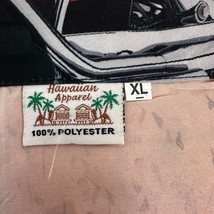 Hawaiian
Apparel
100% POLYESTER
XL